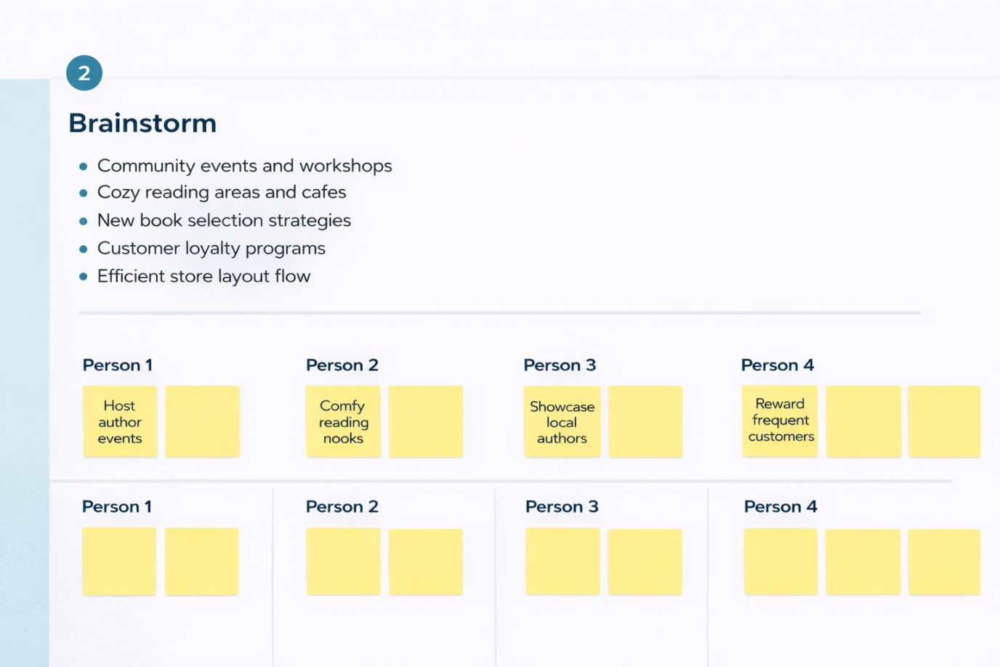 2
Brainstorm
• Community events and workshops
• Cozy reading areas and cafes
• New book selection strategies
• Customer loyalty programs
• Efficient store layout flow
Person 1
Person 2
Person 3
Person 4
Host
author
events
Comfy
reading
nooks
Showcase
local
authors
Reward
frequent
customers
Person 1
Person 2
Person 3
Person 4